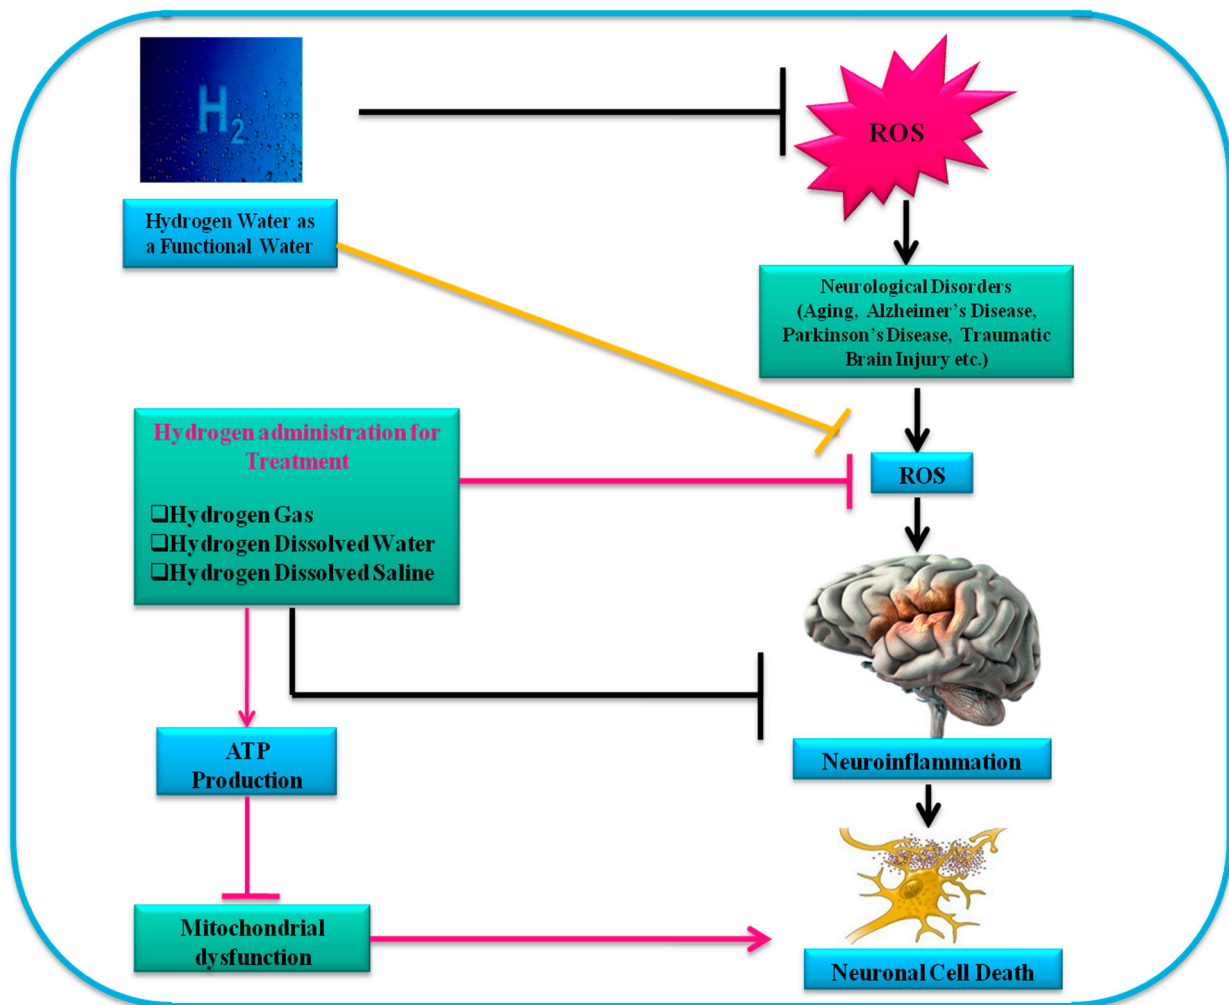 H2
ROS
Hydrogen Water as
a Functional Water
Neurological Disorders
(Aging, Alzheimer's Disease,
Parkinson's Disease, Traumatic
Brain Injury etc.)
Hydrogen administration for
Treatment
❑Hydrogen Gas
❑Hydrogen Dissolved Water
❑Hydrogen Dissolved Saline
ROS
ATP
Production
Neuroinflammation
Mitochondrial
dysfunction
Neuronal Cell Death